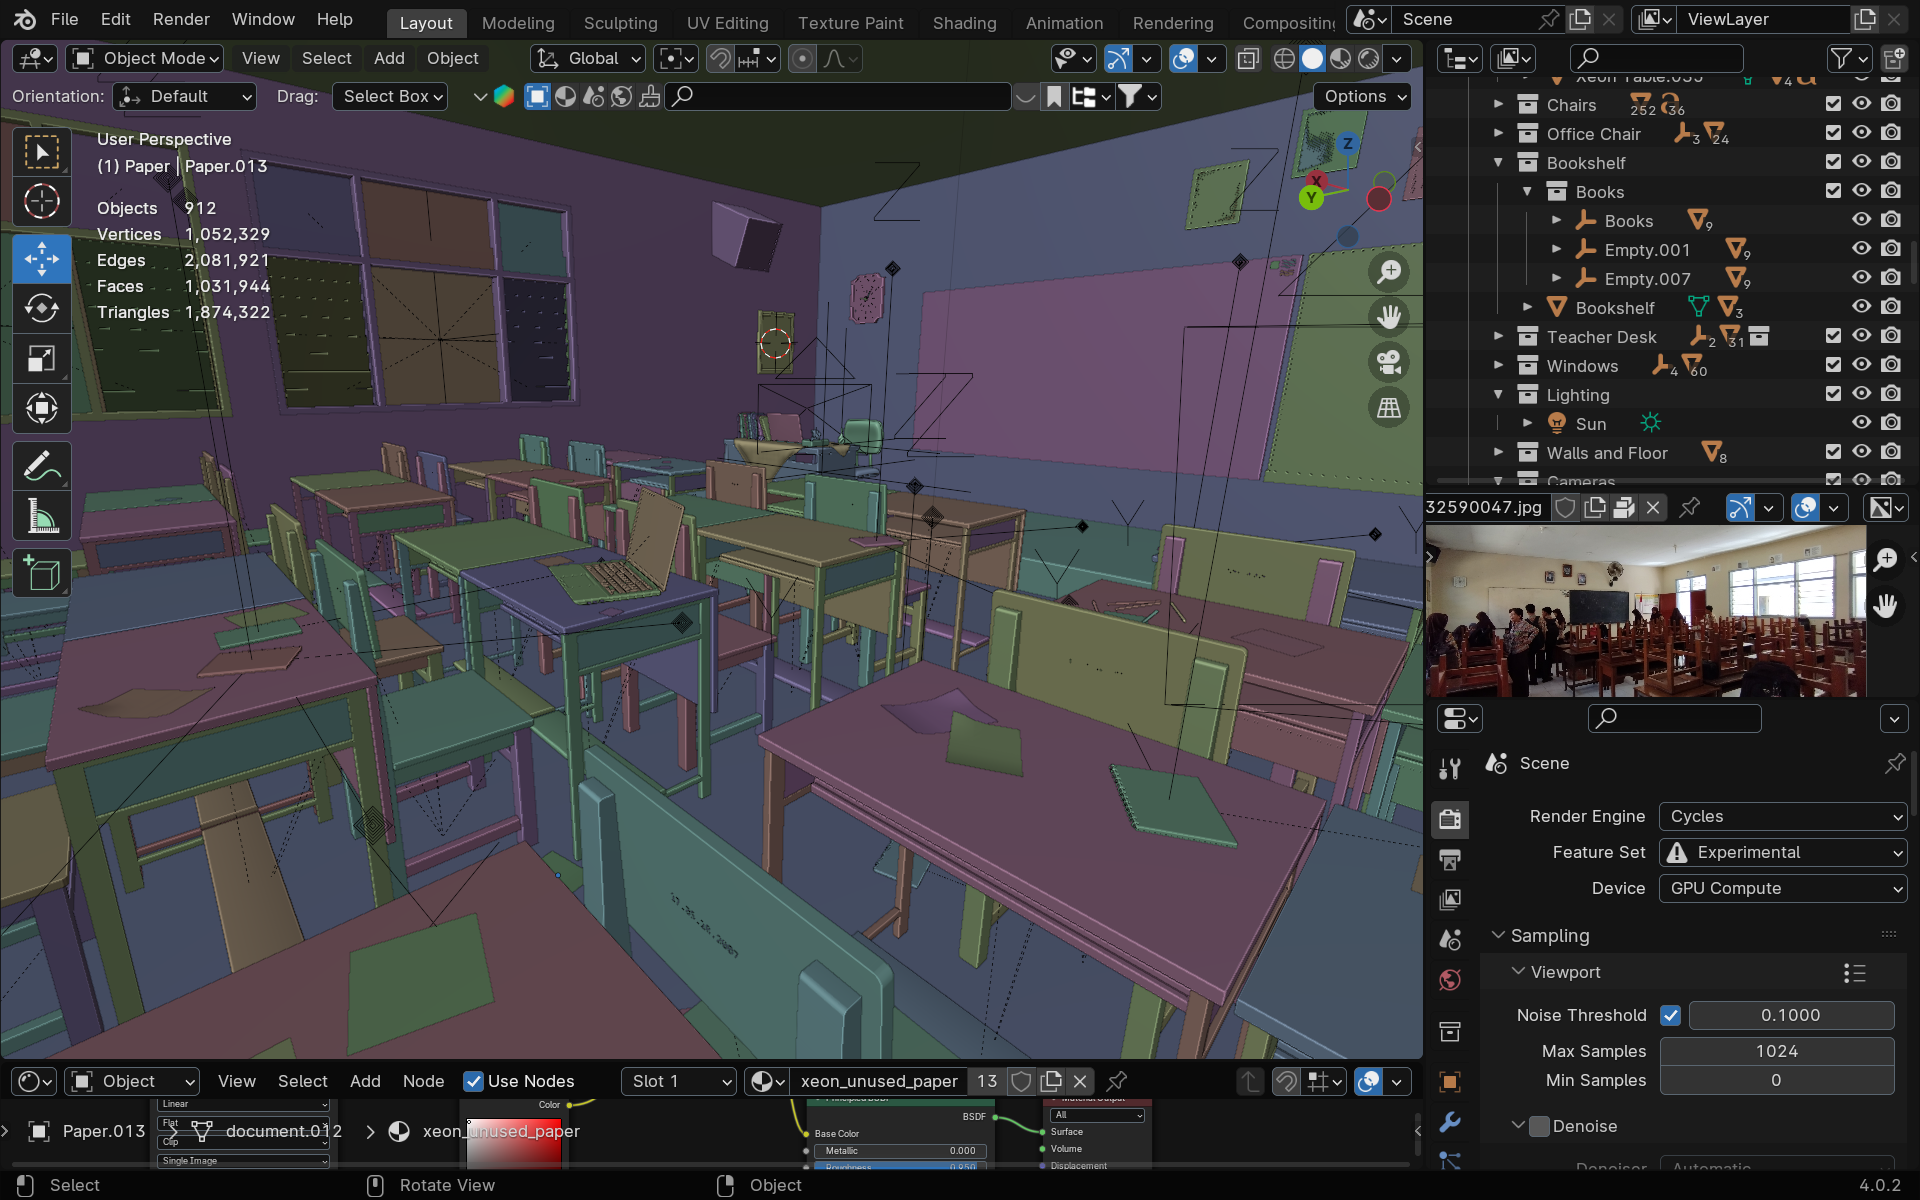 File Edit Render Window Help Layout Modeling Sculpting UV Editing Texture Paint Shading Animation Rendering Compositing Scene ViewLayer
Object Mode View Select Add Object Global
Orientation: Default Drag: Select Box Options
User Perspective
(1) Paper | Paper.013
Objects 912
Vertices 1,052,329
Edges 2,081,921
Faces 1,031,944
Triangles 1,874,322
Z
X
Y
Xeon Table.035 4
Chairs 252 36
Office Chair 3 24
Bookshelf
Books
Books 9
Empty.001 9
Empty.007 9
Bookshelf 3
Teacher Desk 2 31
Windows 4 60
Lighting
Sun
Walls and Floor 8
Cameras
32590047.jpg
Scene
Render Engine Cycles
Feature Set Experimental
Device GPU Compute
Sampling
Viewport
Noise Threshold 0.1000
Max Samples 1024
Min Samples 0
Denoise
Denoiser Automatic
Object View Select Add Node Use Nodes Slot 1 xeon_unused_paper 13
Paper.013 document.012 xeon_unused_paper
Linear
Flat
Clip
Single Image
Color
Principled BSDF
BSDF
Base Color
Metallic 0.000
Roughness 0.950
Material Output
All
Surface
Volume
Displacement
Select Rotate View Object 4.0.2